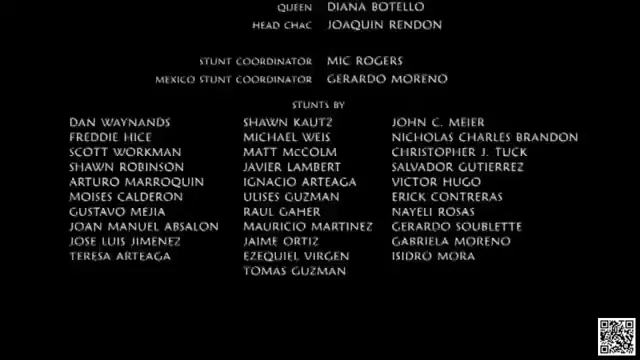 QUEEN DIANA BOTELLO
HEAD CHAC JOAQUIN RENDON
STUNT COORDINATOR MIC ROGERS
MEXICO STUNT COORDINATOR GERARDO MORENO
STUNTS BY
DAN WAYNANDS SHAWN KAUTZ JOHN C. MEIER
FREDDIE HICE MICHAEL WEIS NICHOLAS CHARLES BRANDON
SCOTT WORKMAN MATT McCOLM CHRISTOPHER J. TUCK
SHAWN ROBINSON JAVIER LAMBERT SALVADOR GUTIERREZ
ARTURO MARROQUIN IGNACIO ARTEAGA VICTOR HUGO
MOISES CALDERON ULISES GUZMAN ERICK CONTRERAS
GUSTAVO MEJIA RAUL GAHER NAYELI ROSAS
JOAN MANUEL ABSALON MAURICIO MARTINEZ GERARDO SOUBLETTE
JOSE LUIS JIMENEZ JAIME ORTIZ GABRIELA MORENO
TERESA ARTEAGA EZEQUIEL VIRGEN ISIDRO MORA
TOMAS GUZMAN